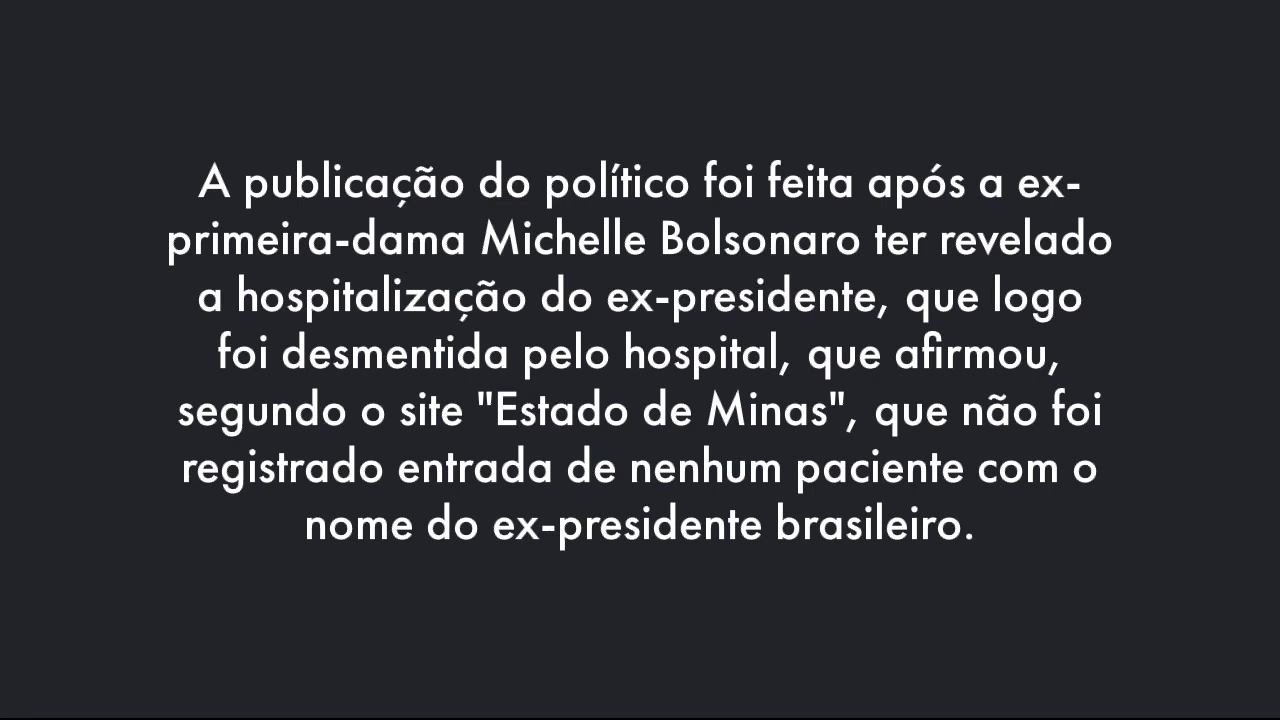 A publicação do político foi feita após a ex-
primeira-dama Michelle Bolsonaro ter revelado
a hospitalização do ex-presidente, que logo
foi desmentida pelo hospital, que afirmou,
segundo o site "Estado de Minas", que não foi
registrado entrada de nenhum paciente com o
nome do ex-presidente brasileiro.